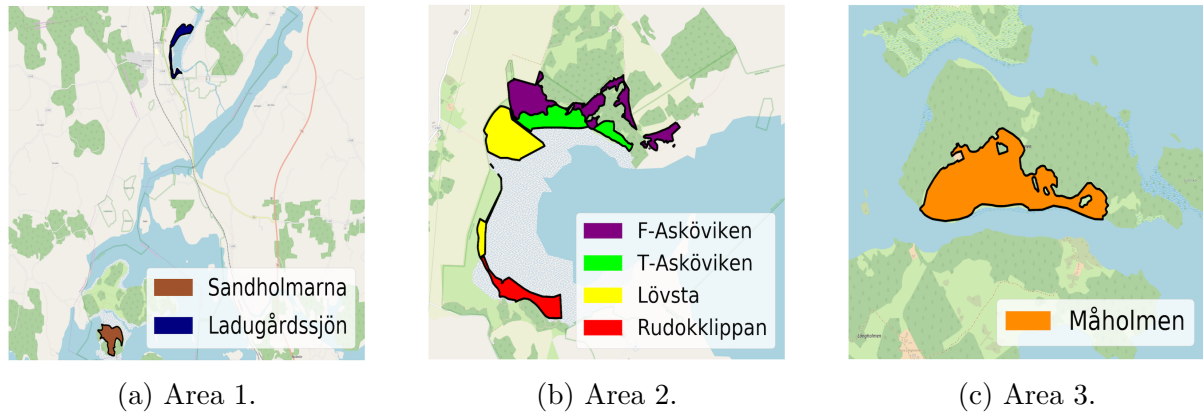 Sandholmarna
Ladugårdssjön
F-Asköviken
T-Asköviken
Lövsta
Rudokklippan
Måholmen
(a) Area 1.
(b) Area 2.
(c) Area 3.